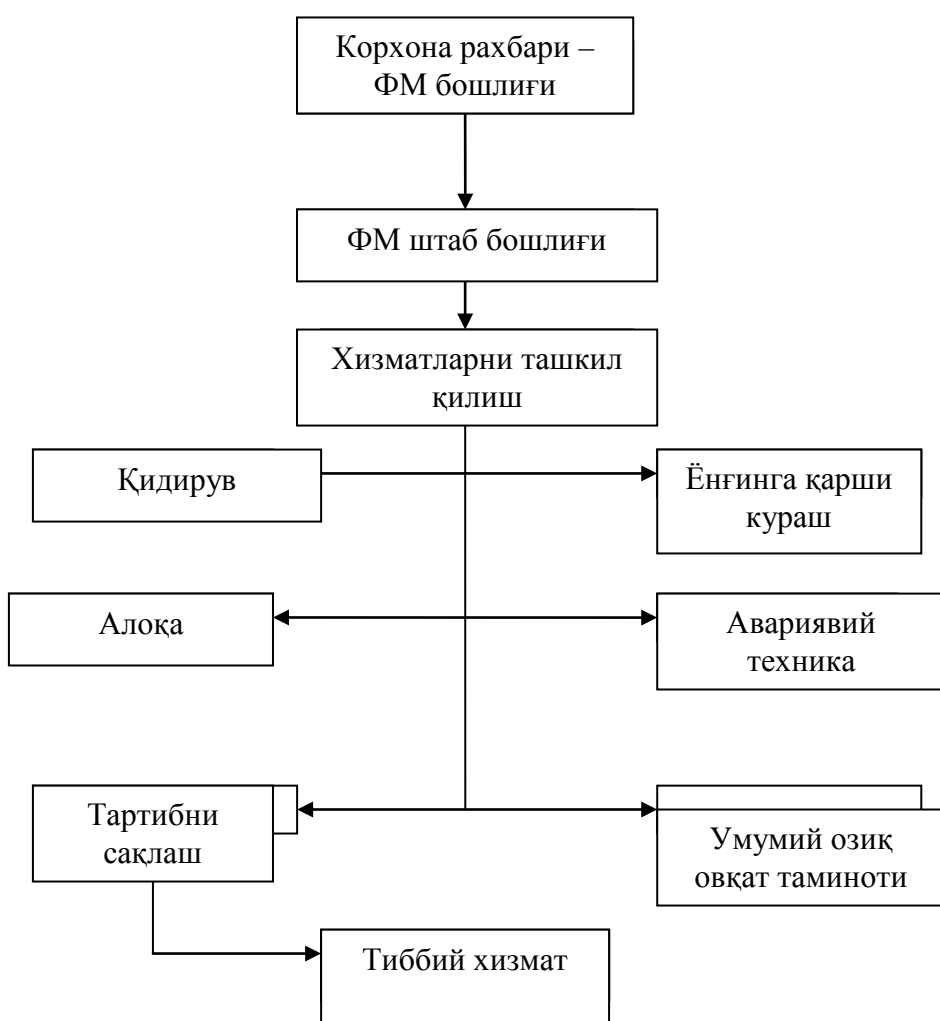 Корхона рахбари –
ФМ бошлиғи
ФМ штаб бошлиғи
Хизматларни ташкил
қилиш
Қидирув
Ёнғинга қарши
кураш
Алоқа
Авариявий
техника
Тартибни
сақлаш
Умумий озиқ
овқат таминоти
Тиббий хизмат